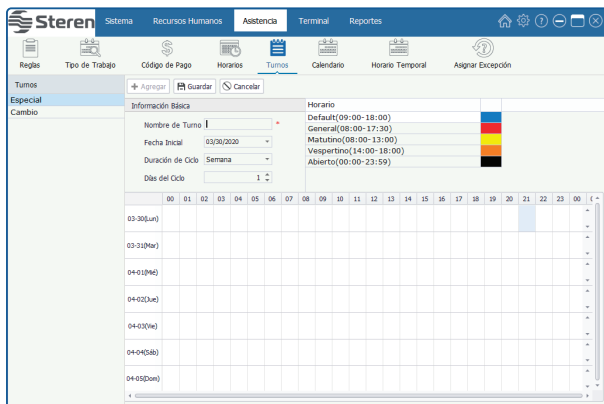 Steren Sistema Recursos Humanos Asistencia Terminal Reportes
Reglas Tipo de Trabajo Código de Pago Horarios Turnos Calendario Horario Temporal Asignar Excepción
Turnos
Especial
Cambio
Agregar Guardar Cancelar
Información Básica
Nombre de Turno *
Fecha Inicial 03/30/2020
Duración de Ciclo Semana
Días del Ciclo 1
Horario
Default(09:00-18:00)
General(08:00-17:30)
Matutino(08:00-13:00)
Vespertino(14:00-18:00)
Abierto(00:00-23:59)
00 01 02 03 04 05 06 07 08 09 10 11 12 13 14 15 16 17 18 19 20 21 22 23 00
03-30(Lun)
03-31(Mar)
04-01(Mié)
04-02(Jue)
04-03(Vie)
04-04(Sáb)
04-05(Dom)